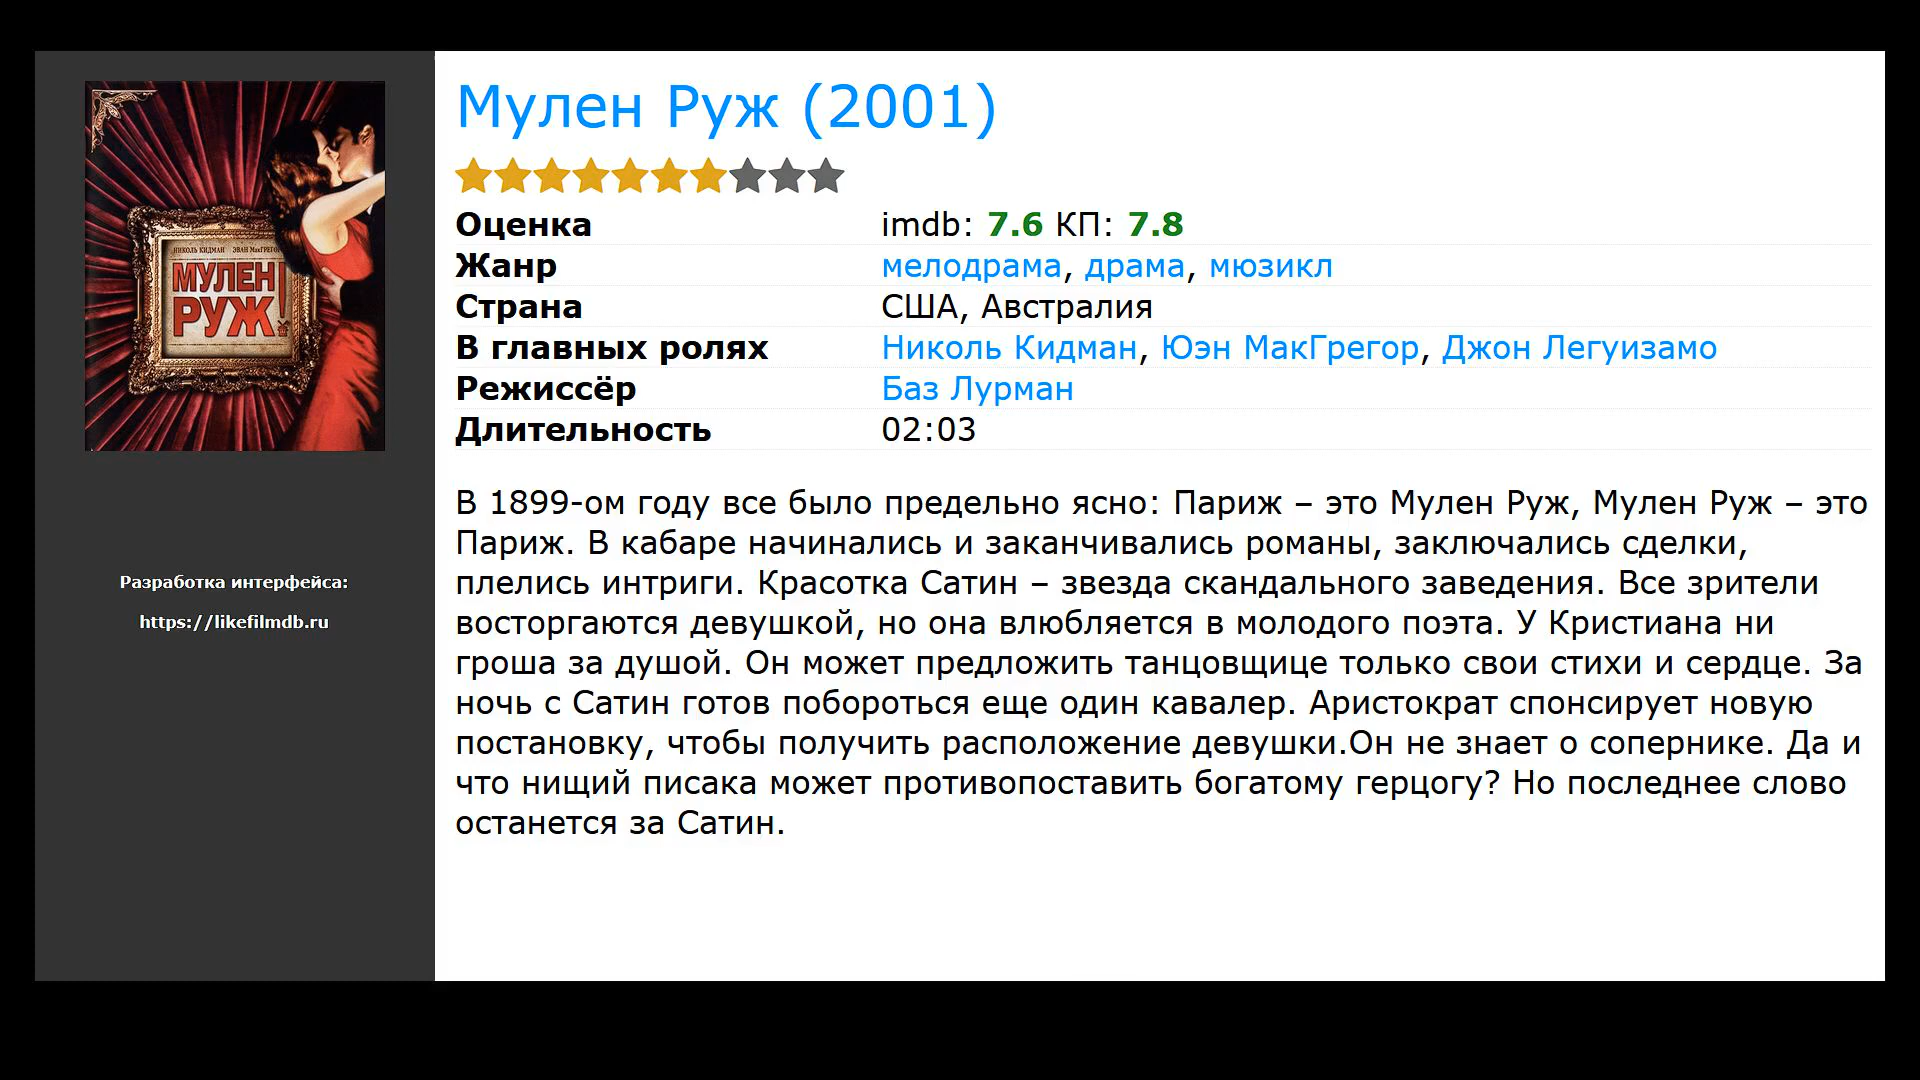 НИКОЛЬ КИДМАН
МУЛЕН
РУЖ!
Разработка интерфейса:
https://likefilmdb.ru
Мулен Руж (2001)
Оценка imdb: 7.6 КП: 7.8
Жанр мелодрама, драма, мюзикл
Страна США, Австралия
В главных ролях Николь Кидман, Юэн МакГрегор, Джон Легуизамо
Режиссёр Баз Лурман
Длительность 02:03
В 1899-ом году все было предельно ясно: Париж – это Мулен Руж, Мулен Руж – это
Париж. В кабаре начинались и заканчивались романы, заключались сделки,
плелись интриги. Красотка Сатин – звезда скандального заведения. Все зрители
восторгаются девушкой, но она влюбляется в молодого поэта. У Кристиана ни
гроша за душой. Он может предложить танцовщице только свои стихи и сердце. За
ночь с Сатин готов побороться еще один кавалер. Аристократ спонсирует новую
постановку, чтобы получить расположение девушки.Он не знает о сопернике. Да и
что нищий писака может противопоставить богатому герцогу? Но последнее слово
останется за Сатин.